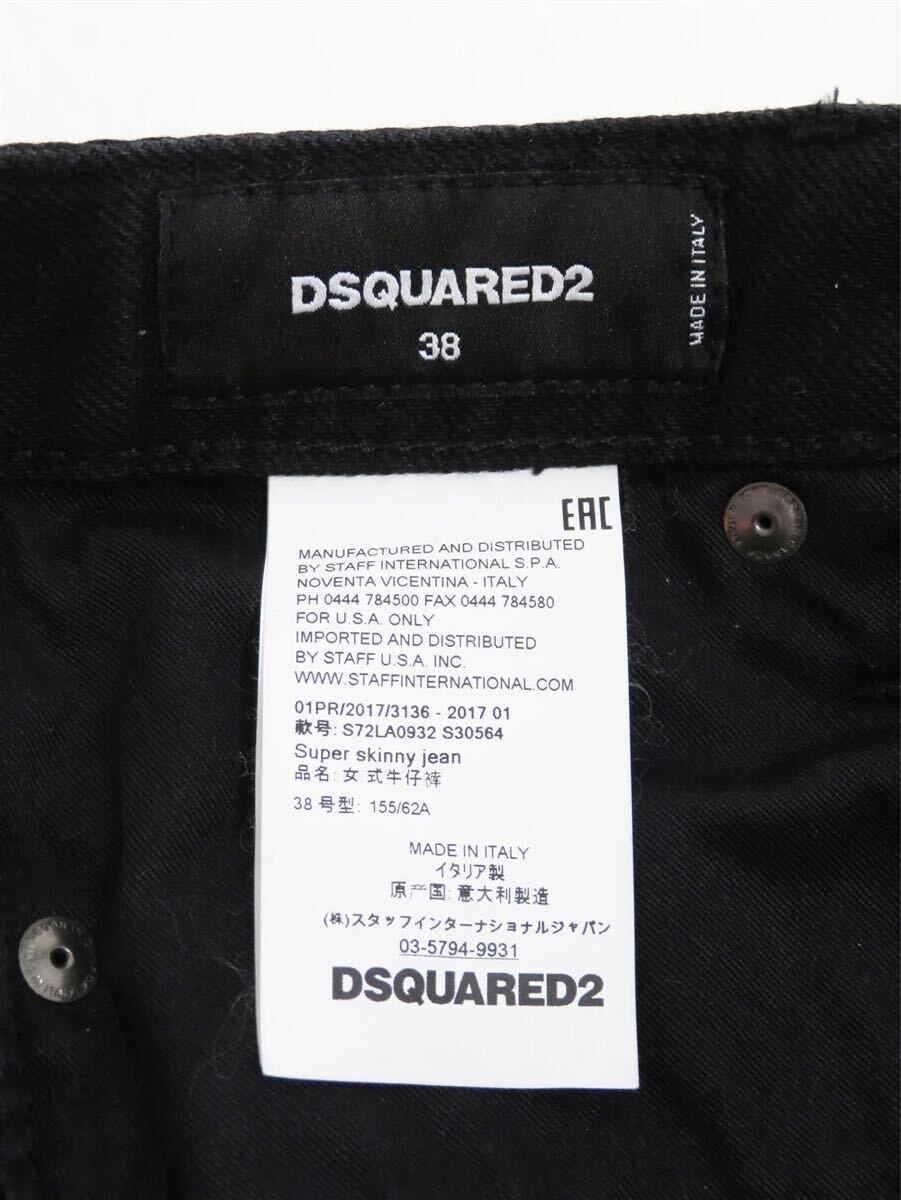 DSQUARED2
38
MADE IN ITALY
EAC
MANUFACTURED AND DISTRIBUTED
BY STAFF INTERNATIONAL S.P.A.
NOVENTA VICENTINA - ITALY
PH 0444 784500 FAX 0444 784580
FOR U.S.A. ONLY
IMPORTED AND DISTRIBUTED
BY STAFF U.S.A. INC.
WWW.STAFFINTERNATIONAL.COM
01PR/2017/3136 - 2017 01
款号: S72LA0932 S30564
Super skinny jean
品名: 女 式牛仔裤
38 号型: 155/62A
MADE IN ITALY
イタリア製
原产国: 意大利製造
(株)スタッフインターナショナルジャパン
03-5794-9931
DSQUARED2